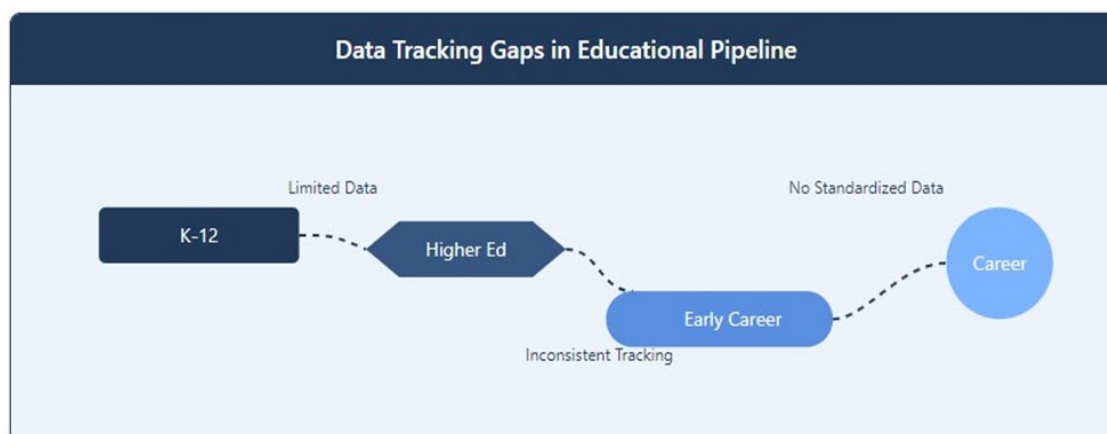 Data Tracking Gaps in Educational Pipeline
Limited Data
No Standardized Data
K-12
Higher Ed
Career
Early Career
Inconsistent Tracking